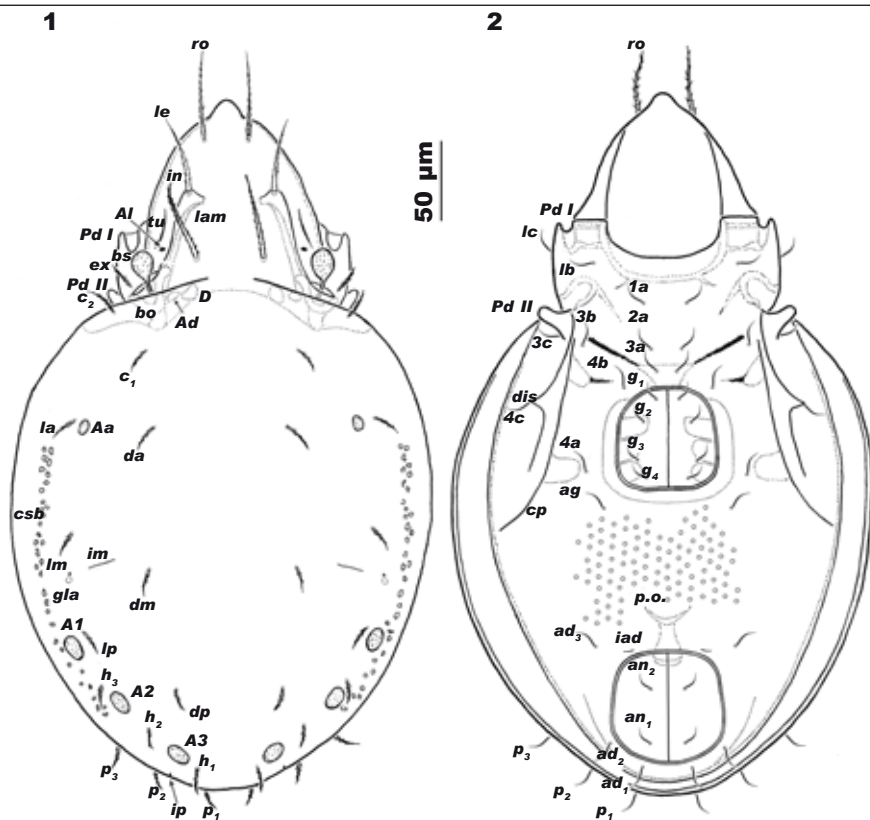 1
ro
le
in
Al
tu
lam
Pd I
bs
ex
Pd II
c2
bo
Ad
D
c1
la
Aa
da
csb
lm
im
gla
dm
A1
lp
h3
A2
dp
h2
A3
h1
p3
p2
ip
p1
50 µm
2
ro
Pd I
lc
lb
1a
Pd II
3b
2a
3c
3a
4b
g1
dis
g2
4c
4a
g3
g4
ag
cp
p.o.
ad3
iad
an2
an1
p3
ad2
ad1
p2
p1